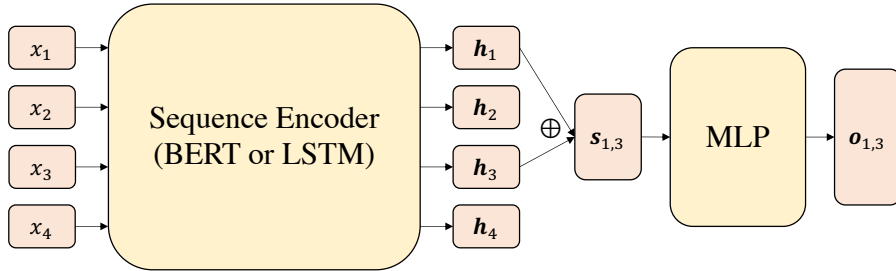 x₁
x₂
x₃
x₄
Sequence Encoder
(BERT or LSTM)
h₁
h₂
h₃
h₄
⊕
s₁,₃
MLP
o₁,₃